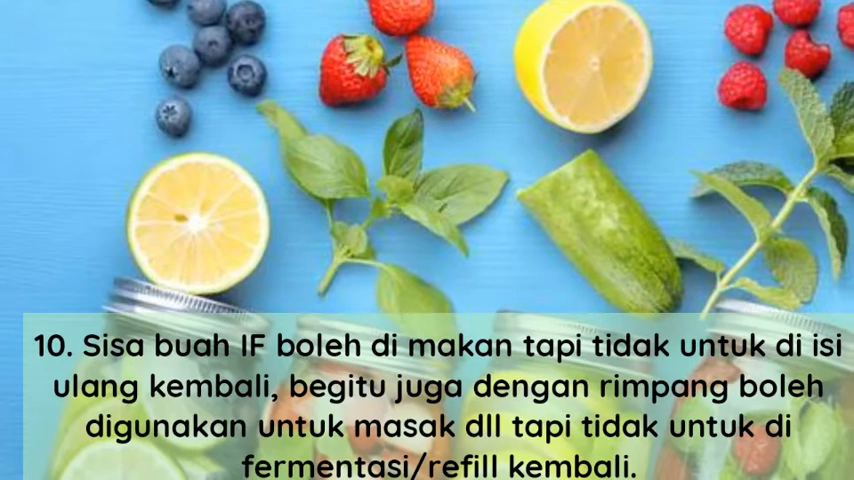 10. Sisa buah IF boleh di makan tapi tidak untuk di isi
ulang kembali, begitu juga dengan rimpang boleh
digunakan untuk masak dll tapi tidak untuk di
fermentasi/refill kembali.